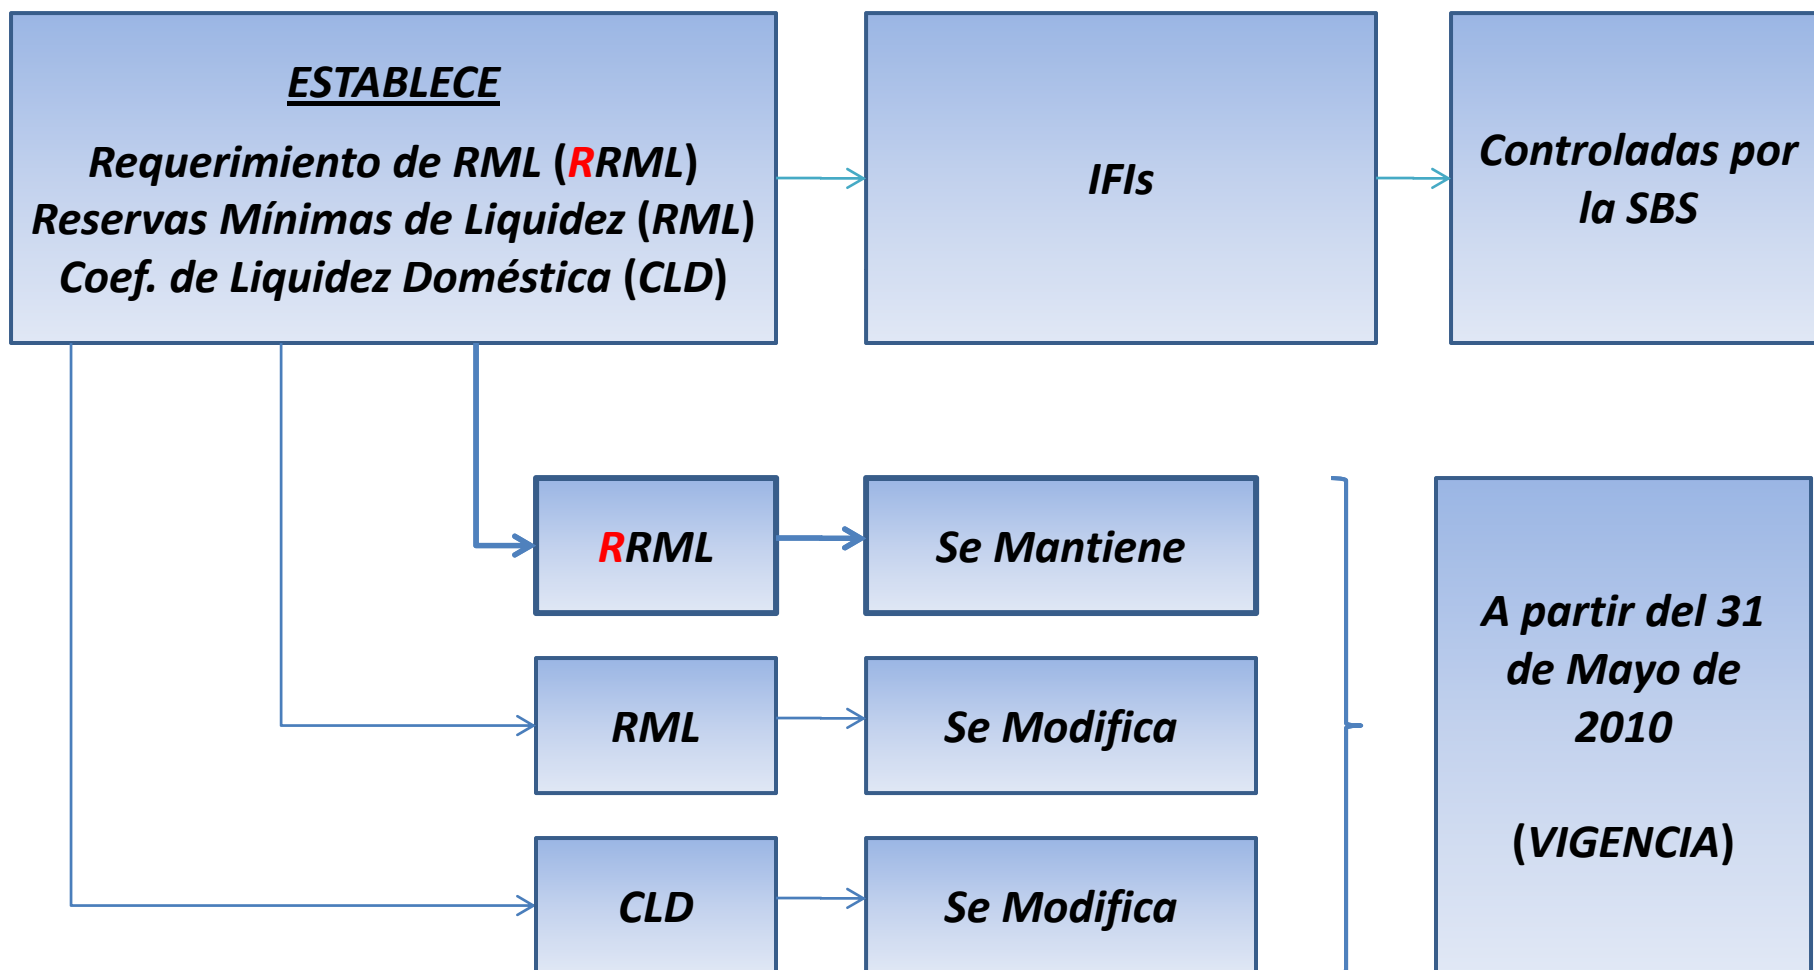 ESTABLECE
Requerimiento de RML (RRML)
Reservas Mínimas de Liquidez (RML)
Coef. de Liquidez Doméstica (CLD)
IFIs
Controladas por
la SBS
RRML
Se Mantiene
RML
Se Modifica
CLD
Se Modifica
A partir del 31
de Mayo de
2010
(VIGENCIA)